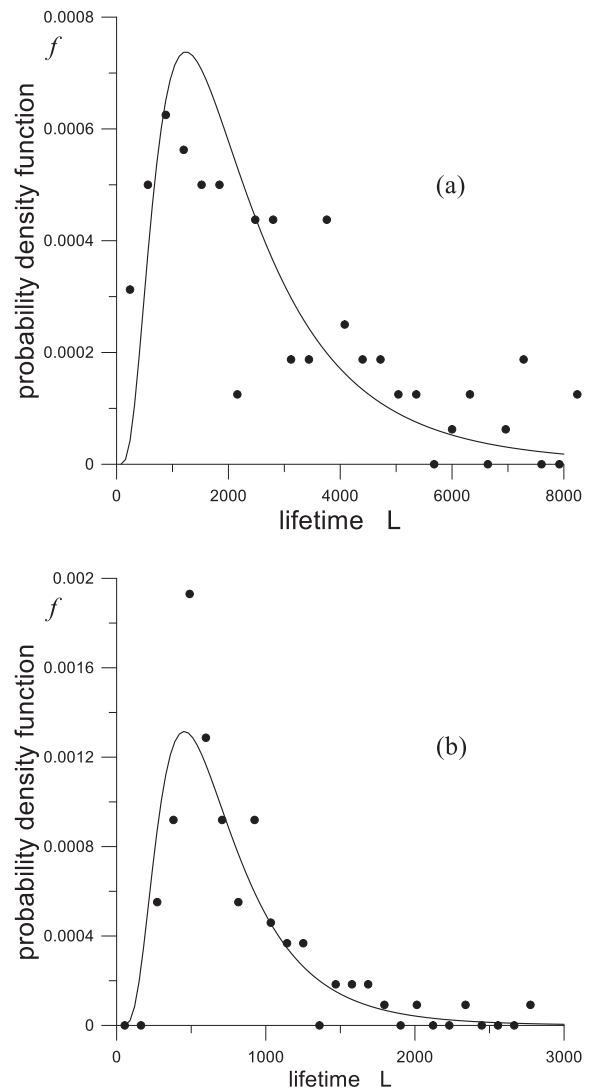 0.0008
f
0.0006
(a)
0.0004
0.0002
0
probability density function
0 2000 4000 6000 8000
lifetime L
0.002
f
0.0016
(b)
0.0012
0.0008
0.0004
0
probability density function
0 1000 2000 3000
lifetime L